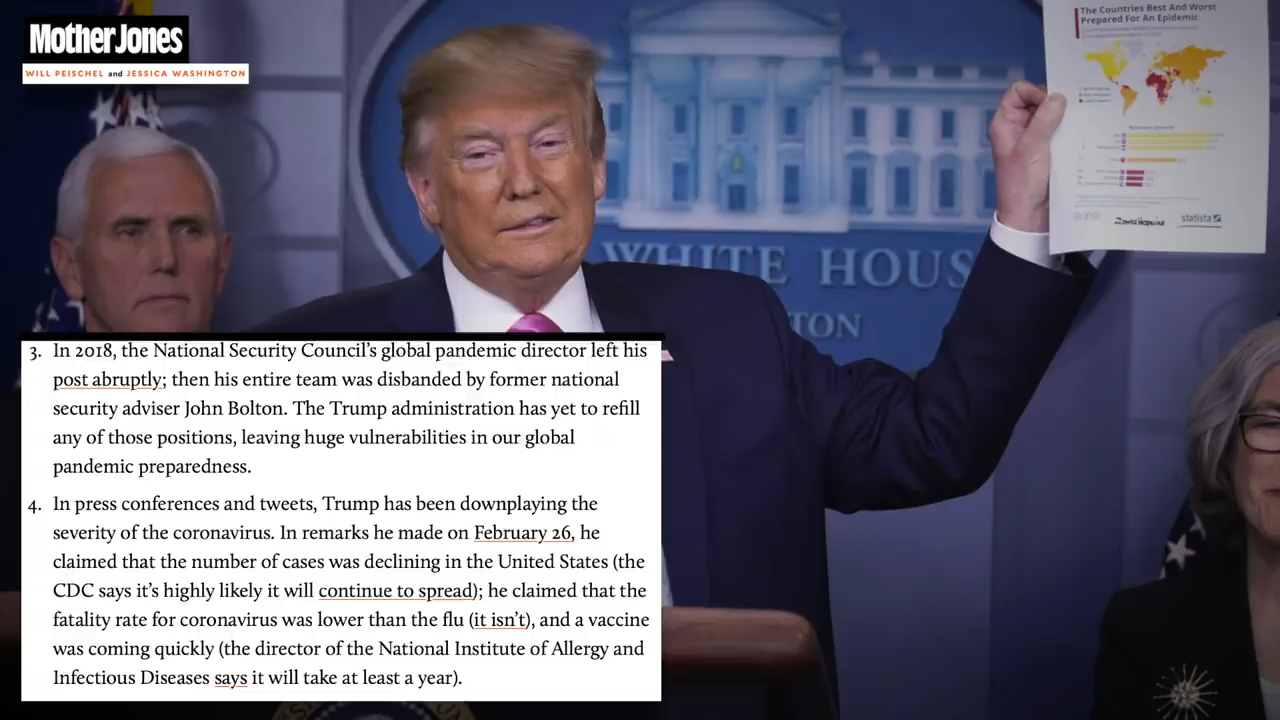 Mother Jones
WILL PEISCHEL and JESSICA WASHINGTON
The Countries Best And Worst
Prepared For An Epidemic
statista
WHITE HOUS
TON
3. In 2018, the National Security Council's global pandemic director left his
post abruptly; then his entire team was disbanded by former national
security adviser John Bolton. The Trump administration has yet to refill
any of those positions, leaving huge vulnerabilities in our global
pandemic preparedness.
4. In press conferences and tweets, Trump has been downplaying the
severity of the coronavirus. In remarks he made on February 26, he
claimed that the number of cases was declining in the United States (the
CDC says it's highly likely it will continue to spread); he claimed that the
fatality rate for coronavirus was lower than the flu (it isn't), and a vaccine
was coming quickly (the director of the National Institute of Allergy and
Infectious Diseases says it will take at least a year).